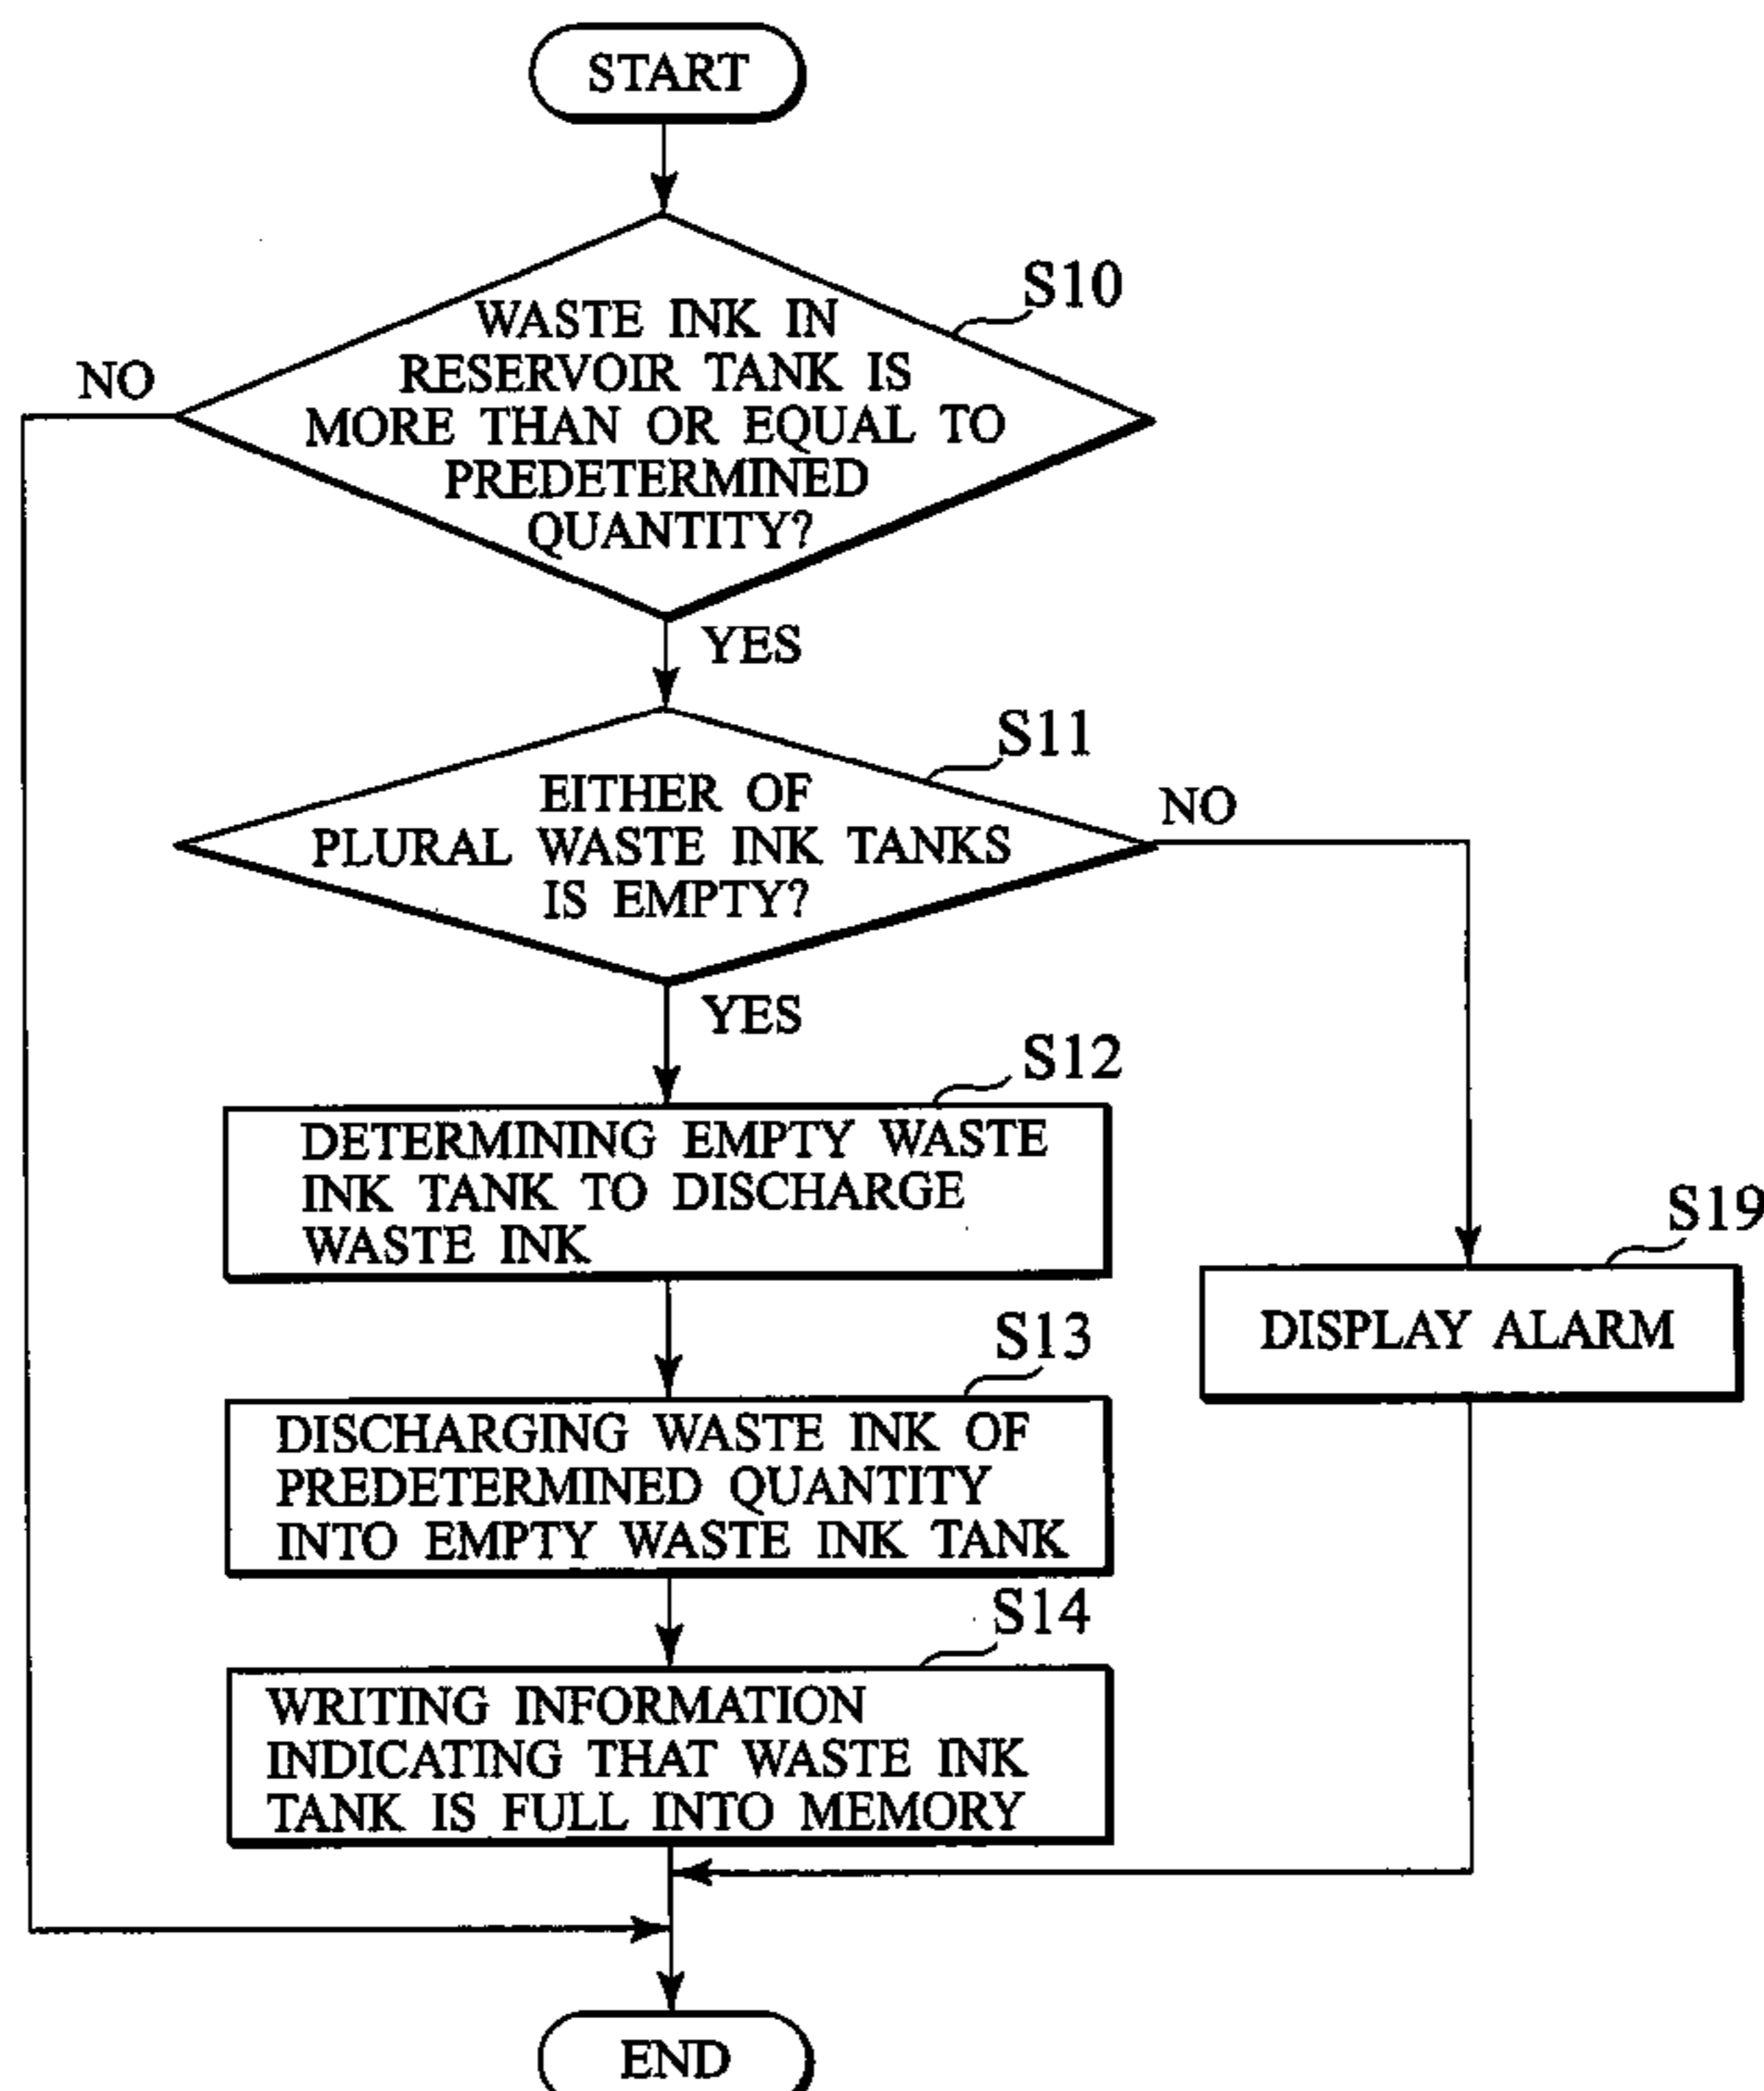 START
S10
WASTE INK IN
RESERVOIR TANK IS
MORE THAN OR EQUAL TO
PREDETERMINED
QUANTITY?
NO
YES
S11
EITHER OF
PLURAL WASTE INK TANKS
IS EMPTY?
NO
YES
S12
DETERMINING EMPTY WASTE
INK TANK TO DISCHARGE
WASTE INK
S19
DISPLAY ALARM
S13
DISCHARGING WASTE INK OF
PREDETERMINED QUANTITY
INTO EMPTY WASTE INK TANK
S14
WRITING INFORMATION
INDICATING THAT WASTE INK
TANK IS FULL INTO MEMORY
END